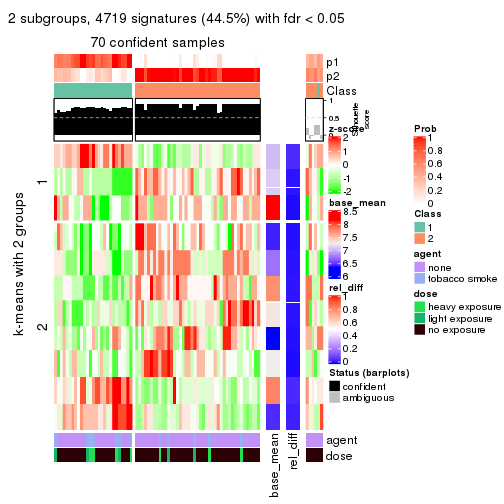 2 subgroups, 4719 signatures (44.5%) with fdr < 0.05
70 confident samples
p1
p2
Class
1
0.5
0
Silhouette
score
k-means with 2 groups
1
2
z-score
2
1
0
-1
-2
base_mean
8.5
8
7.5
7
6.5
6
rel_diff
1
0.8
0.6
0.4
0.2
0
Status (barplots)
confident
ambiguous
Prob
1
0.8
0.6
0.4
0.2
0
Class
1
2
agent
none
tobacco smoke
dose
heavy exposure
light exposure
no exposure
agent
dose
base_mean
rel_diff